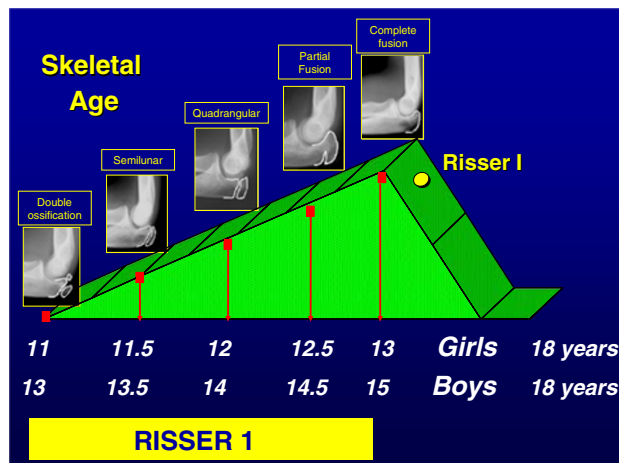 Skeletal
Age
Complete
fusion
Partial
Fusion
Quadrangular
Semilunar
Double
ossification
Risser I
11 11.5 12 12.5 13 Girls 18 years
13 13.5 14 14.5 15 Boys 18 years
RISSER 1